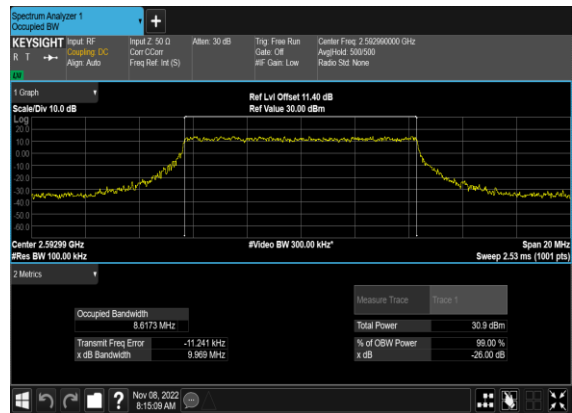 Spectrum Analyzer 1
Occupied BW
+
KEYSIGHT Input: RF Input Z: 50 Ω Atten: 30 dB Trig: Free Run Center Freq: 2.592990000 GHz
R T Coupling: DC Corr CCorr Gate: Off Avg|Hold: 500/500
Align: Auto Freq Ref: Int (S) #IF Gain: Low Radio Std: None
LV
1 Graph
Ref Lvl Offset 11.40 dB
Scale/Div 10.0 dB Ref Value 30.00 dBm
Log
20.0
10.0
0.00
-10.0
-20.0
-30.0
-40.0
-50.0
-60.0
Center 2.59299 GHz #Video BW 300.00 kHz* Span 20 MHz
#Res BW 100.00 kHz Sweep 2.53 ms (1001 pts)
2 Metrics
Measure Trace Trace 1
Occupied Bandwidth
8.6173 MHz Total Power 30.9 dBm
Transmit Freq Error -11.241 kHz % of OBW Power 99.00 %
x dB Bandwidth 9.969 MHz x dB -26.00 dB
? Nov 08, 2022
8:15:09 AM